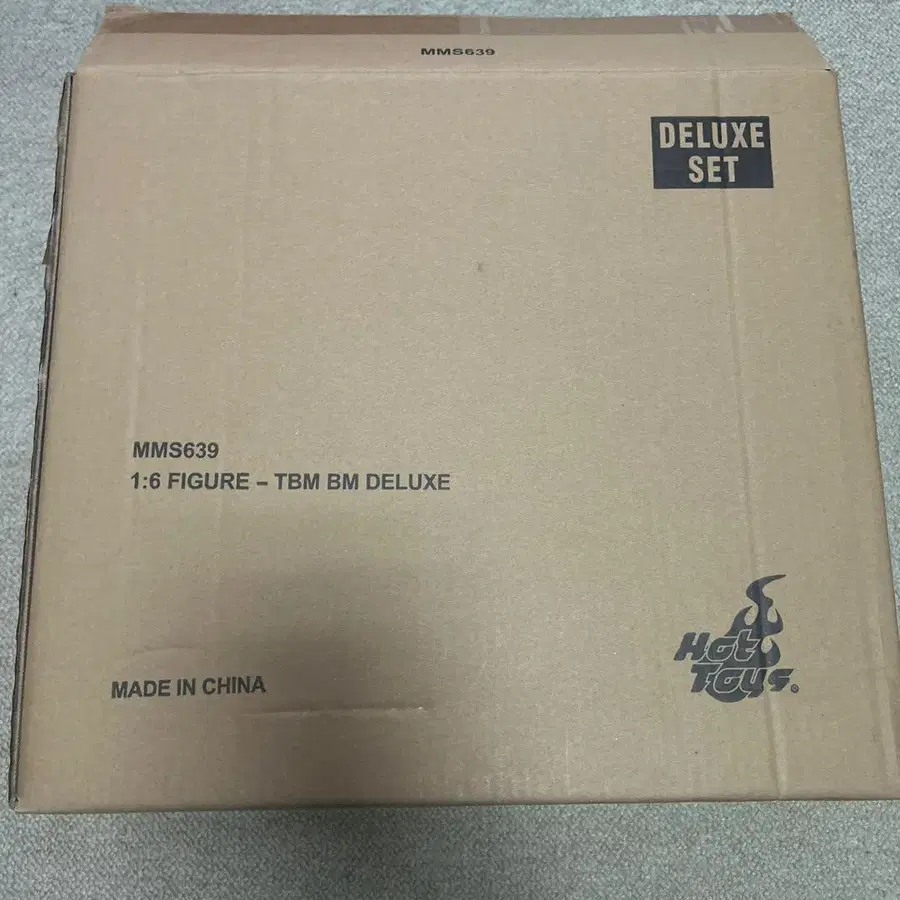 MMS639
DELUXE
SET
MMS639
1:6 FIGURE – TBM BM DELUXE
MADE IN CHINA
Hot
Toys®